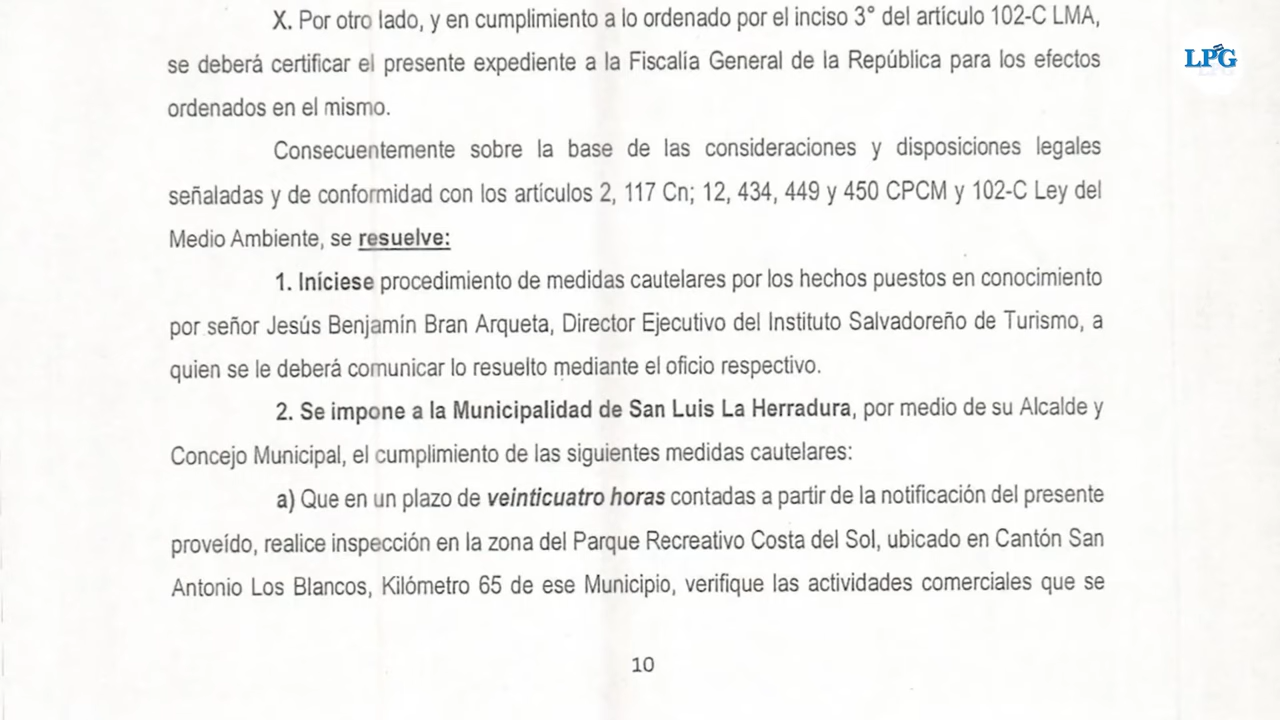 X. Por otro lado, y en cumplimiento a lo ordenado por el inciso 3° del artículo 102-C LMA,
LPG
se deberá certificar el presente expediente a la Fiscalía General de la República para los efectos
ordenados en el mismo.
Consecuentemente sobre la base de las consideraciones y disposiciones legales
señaladas y de conformidad con los artículos 2, 117 Cn; 12, 434, 449 y 450 CPCM y 102-C Ley del
Medio Ambiente, se resuelve:
1. Iníciese procedimiento de medidas cautelares por los hechos puestos en conocimiento
por señor Jesús Benjamín Bran Arqueta, Director Ejecutivo del Instituto Salvadoreño de Turismo, a
quien se le deberá comunicar lo resuelto mediante el oficio respectivo.
2. Se impone a la Municipalidad de San Luis La Herradura, por medio de su Alcalde y
Concejo Municipal, el cumplimiento de las siguientes medidas cautelares:
a) Que en un plazo de veinticuatro horas contadas a partir de la notificación del presente
proveído, realice inspección en la zona del Parque Recreativo Costa del Sol, ubicado en Cantón San
Antonio Los Blancos, Kilómetro 65 de ese Municipio, verifique las actividades comerciales que se
10